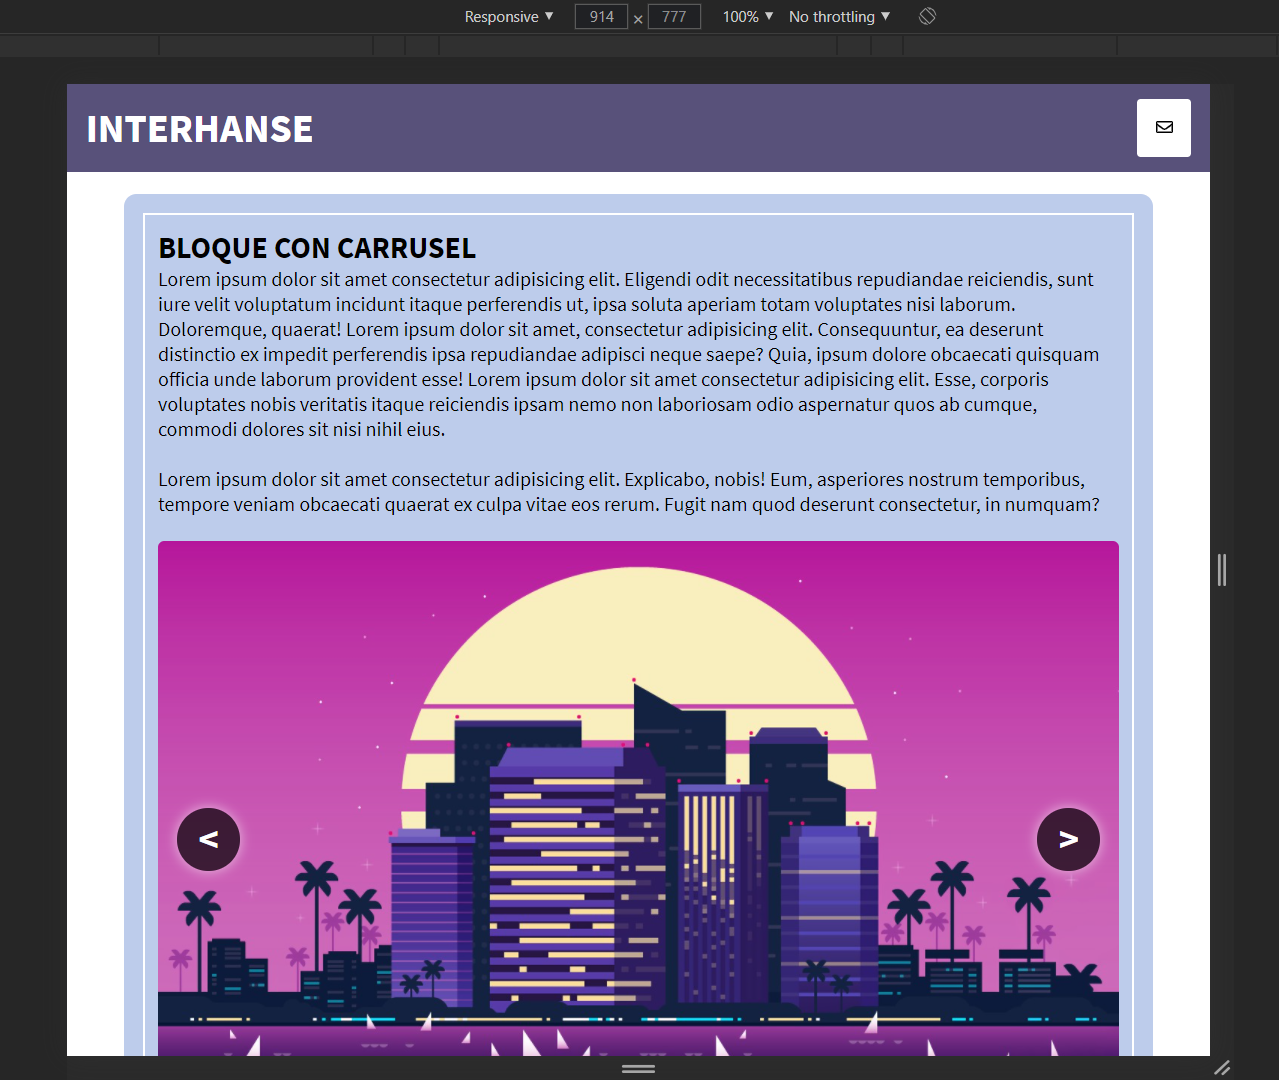 Responsive ▼ 914 × 777 100% ▼ No throttling ▼
INTERHANSE
BLOQUE CON CARRUSEL
Lorem ipsum dolor sit amet consectetur adipisicing elit. Eligendi odit necessitatibus repudiandae reiciendis, sunt
iure velit voluptatum incidunt itaque perferendis ut, ipsa soluta aperiam totam voluptates nisi laborum.
Doloremque, quaerat! Lorem ipsum dolor sit amet, consectetur adipisicing elit. Consequuntur, ea deserunt
distinctio ex impedit perferendis ipsa repudiandae adipisci neque saepe? Quia, ipsum dolore obcaecati quisquam
officia unde laborum provident esse! Lorem ipsum dolor sit amet consectetur adipisicing elit. Esse, corporis
voluptates nobis veritatis itaque reiciendis ipsam nemo non laboriosam odio aspernatur quos ab cumque,
commodi dolores sit nisi nihil eius.
Lorem ipsum dolor sit amet consectetur adipisicing elit. Explicabo, nobis! Eum, asperiores nostrum temporibus,
tempore veniam obcaecati quaerat ex culpa vitae eos rerum. Fugit nam quod deserunt consectetur, in numquam?
< >